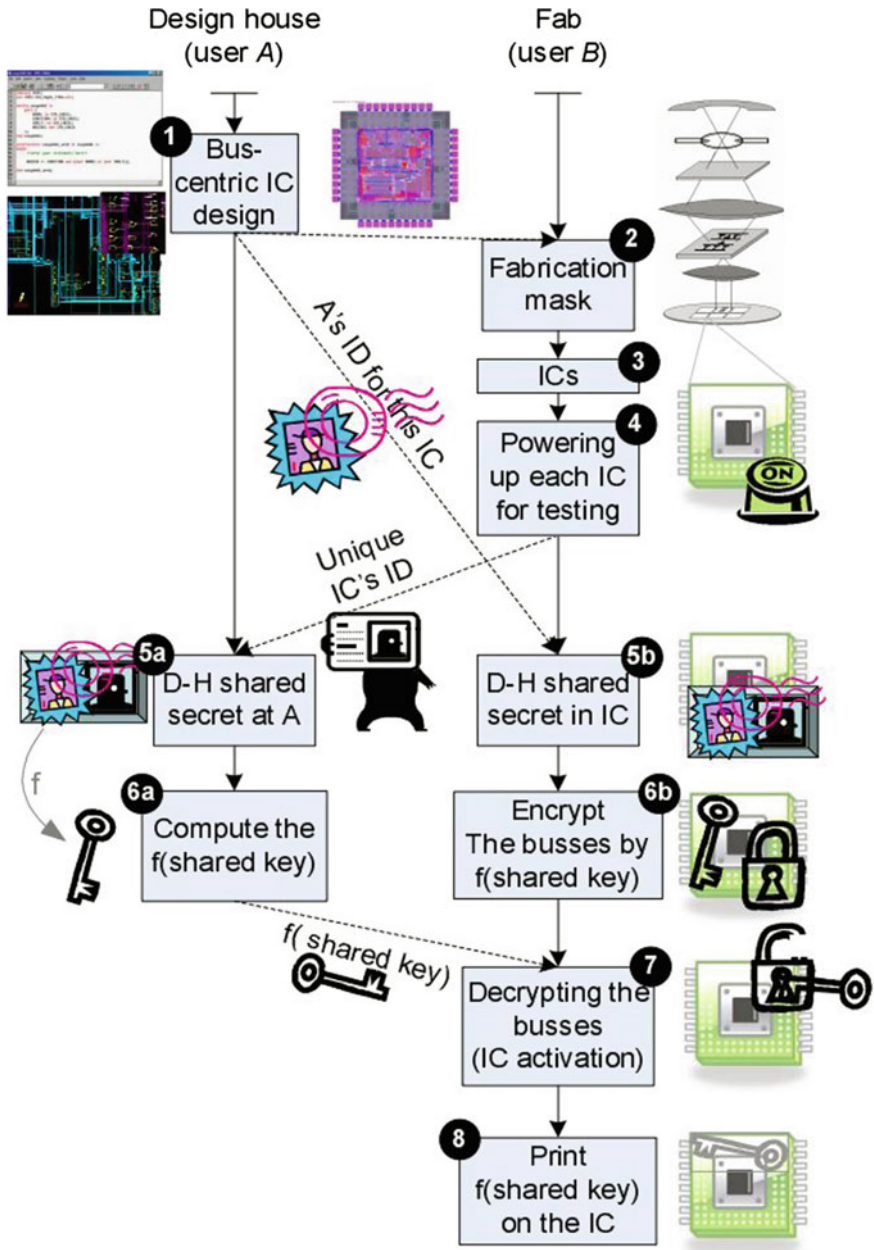 Design house
(user A)
Fab
(user B)
1
Bus-
centric IC
design
2
Fabrication
mask
A's ID for this IC
3
ICs
4
Powering
up each IC
for testing
ON
Unique
IC's ID
5a
D-H shared
secret at A
5b
D-H shared
secret in IC
f
6a
Compute the
f(shared key)
6b
Encrypt
The busses by
f(shared key)
f( shared key)
7
Decrypting the
busses
(IC activation)
8
Print
f(shared key)
on the IC